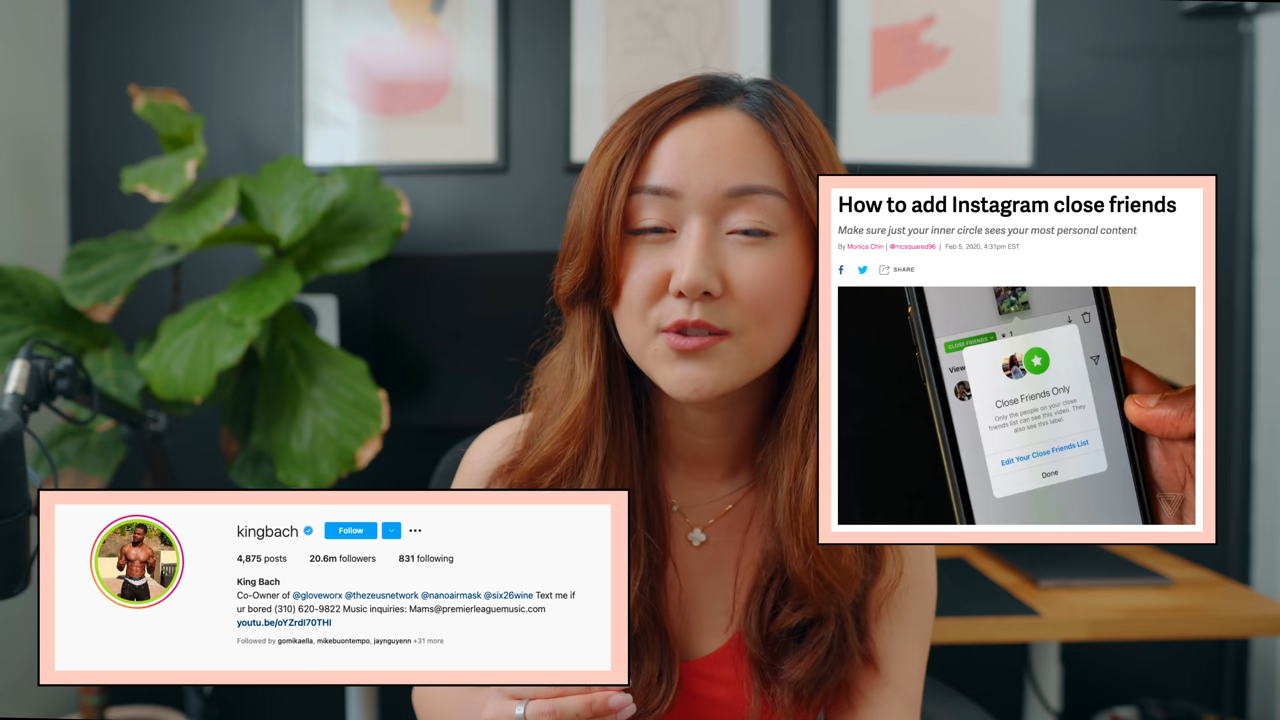 How to add Instagram close friends
Make sure just your inner circle sees your most personal content
By Monica Chin | @mcsquared96 | Feb 5, 2020, 4:31pm EST
SHARE
CLOSE FRIENDS
1
View
Close Friends Only
Only the people on your close
friends list can see this video. They
also see this label.
Edit Your Close Friends List
Done
kingbach Follow
4,875 posts 20.6m followers 831 following
King Bach
Co-Owner of @gloveworx @thezeusnetwork @nanoairmask @six26wine Text me if
ur bored (310) 620-9822 Music inquiries: Mams@premierleaguemusic.com
youtu.be/oYZrdI70THI
Followed by gomikaella, mikebuontempo, jaynguyenn +31 more